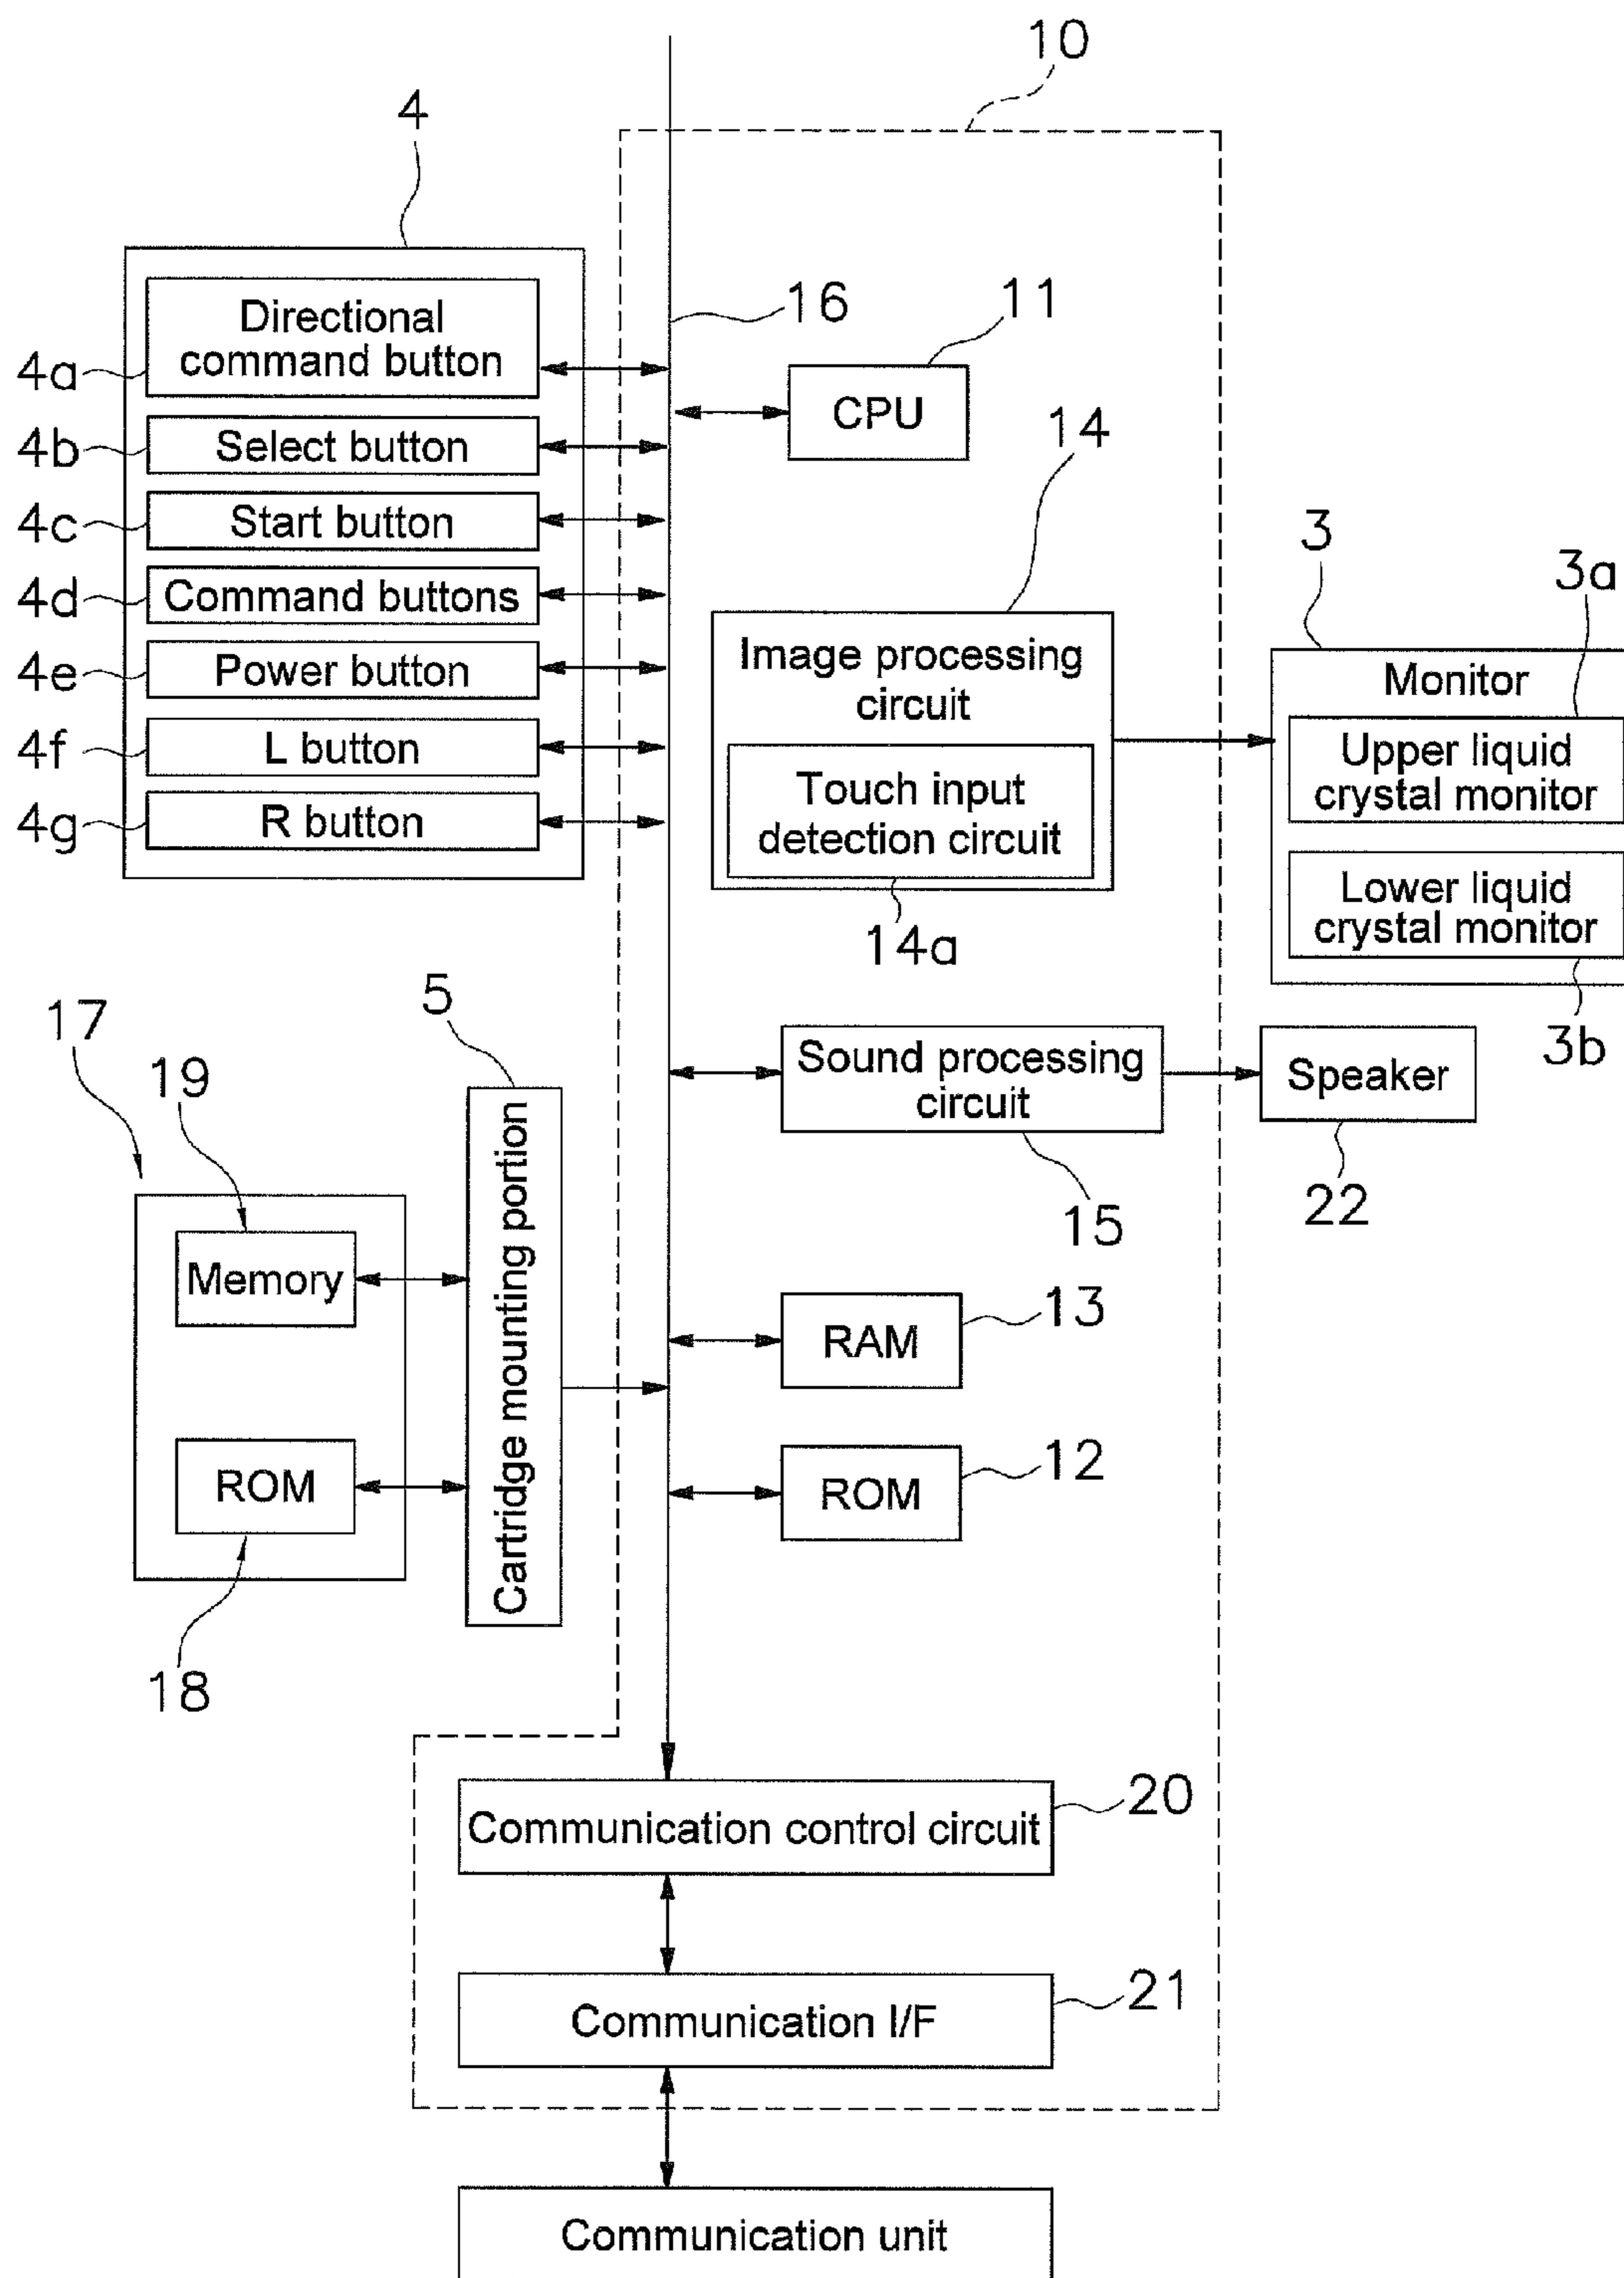 10
4
Directional
command button
4a
16
11
CPU
Select button
4b
14
Start button
4c
3
3a
Command buttons
4d
Image processing
circuit
Monitor
Power button
4e
Upper liquid
crystal monitor
L button
4f
Touch input
detection circuit
R button
4g
Lower liquid
crystal monitor
14a
3b
17
5
19
Sound processing
circuit
Speaker
15
22
Cartridge mounting portion
Memory
RAM
13
ROM
ROM
12
18
Communication control circuit
20
Communication I/F
21
Communication unit